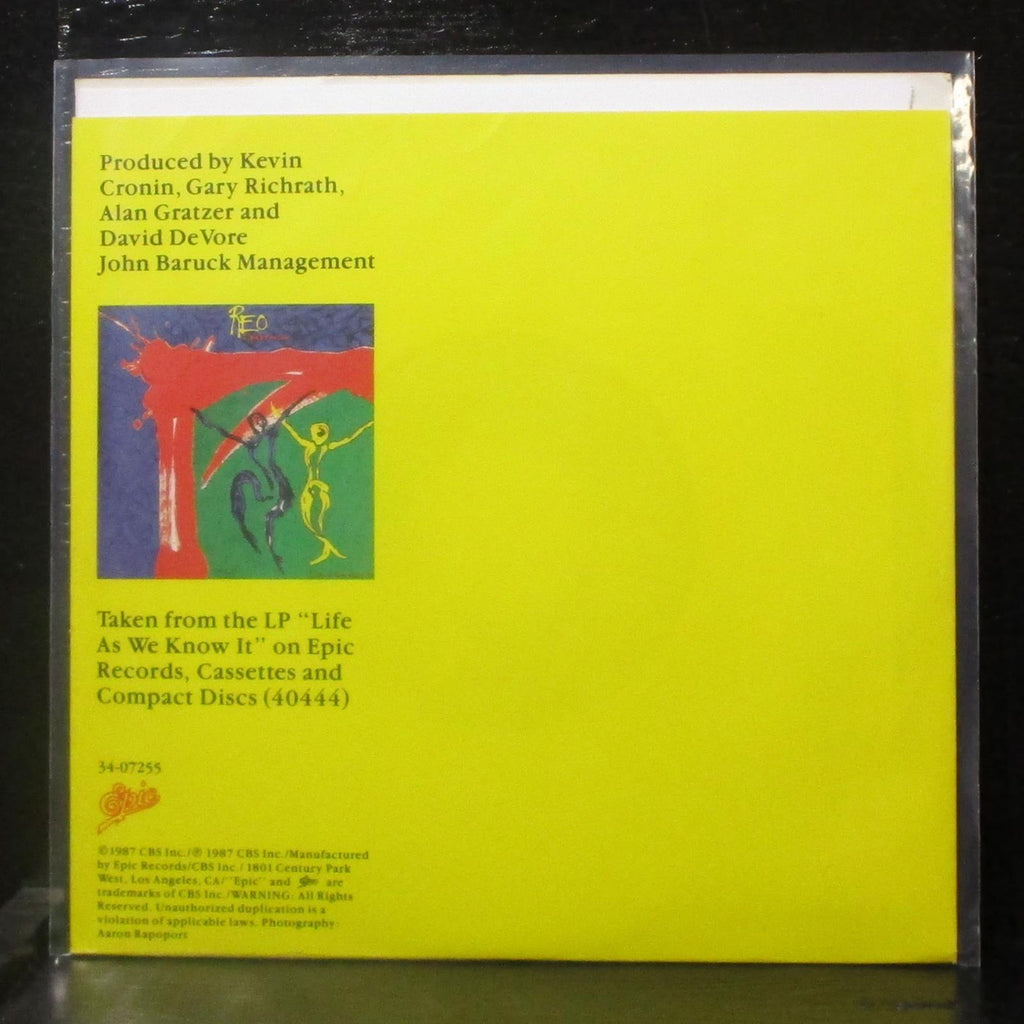 Produced by Kevin
Cronin, Gary Richrath,
Alan Gratzer and
David DeVore
John Baruck Management
REO
Taken from the LP “Life
As We Know It” on Epic
Records, Cassettes and
Compact Discs (40444)
34-07255
Epic
©1987 CBS Inc./℗ 1987 CBS Inc./Manufactured
by Epic Records/CBS Inc./1801 Century Park
West, Los Angeles, CA/“Epic” and are
trademarks of CBS Inc./WARNING: All Rights
Reserved. Unauthorized duplication is a
violation of applicable laws. Photography:
Aaron Rapoport